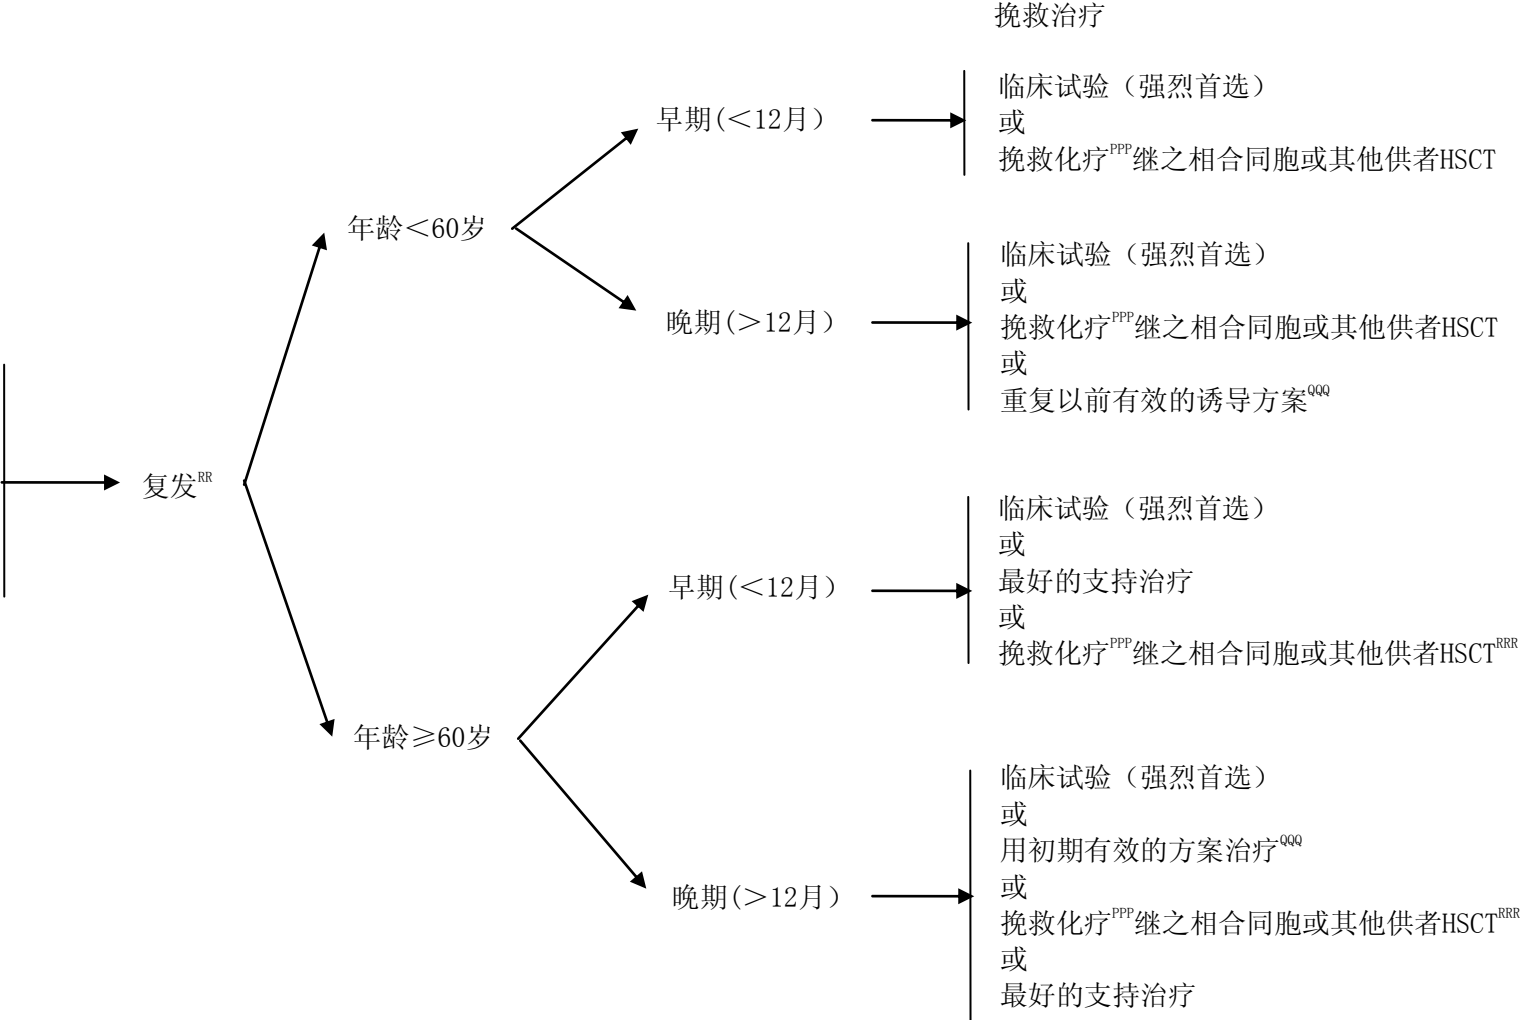 挽救治疗
早期(＜12月)
临床试验（强烈首选）
或
挽救化疗PPP继之相合同胞或其他供者HSCT
年龄＜60岁
晚期(＞12月)
临床试验（强烈首选）
或
挽救化疗PPP继之相合同胞或其他供者HSCT
或
重复以前有效的诱导方案QQQ
复发RR
早期(＜12月)
临床试验（强烈首选）
或
最好的支持治疗
或
挽救化疗PPP继之相合同胞或其他供者HSCTRRR
年龄≥60岁
晚期(＞12月)
临床试验（强烈首选）
或
用初期有效的方案治疗QQQ
或
挽救化疗PPP继之相合同胞或其他供者HSCTRRR
或
最好的支持治疗